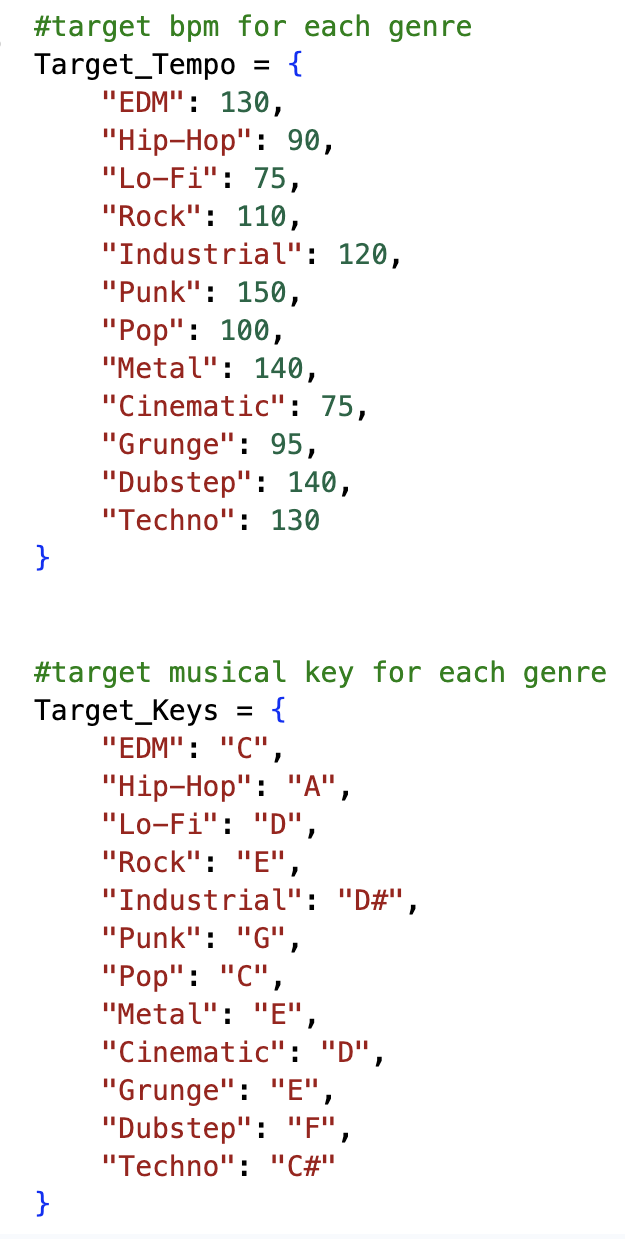 #target bpm for each genre
Target_Tempo = {
    "EDM": 130,
    "Hip-Hop": 90,
    "Lo-Fi": 75,
    "Rock": 110,
    "Industrial": 120,
    "Punk": 150,
    "Pop": 100,
    "Metal": 140,
    "Cinematic": 75,
    "Grunge": 95,
    "Dubstep": 140,
    "Techno": 130
}
#target musical key for each genre
Target_Keys = {
    "EDM": "C",
    "Hip-Hop": "A",
    "Lo-Fi": "D",
    "Rock": "E",
    "Industrial": "D#",
    "Punk": "G",
    "Pop": "C",
    "Metal": "E",
    "Cinematic": "D",
    "Grunge": "E",
    "Dubstep": "F",
    "Techno": "C#"
}